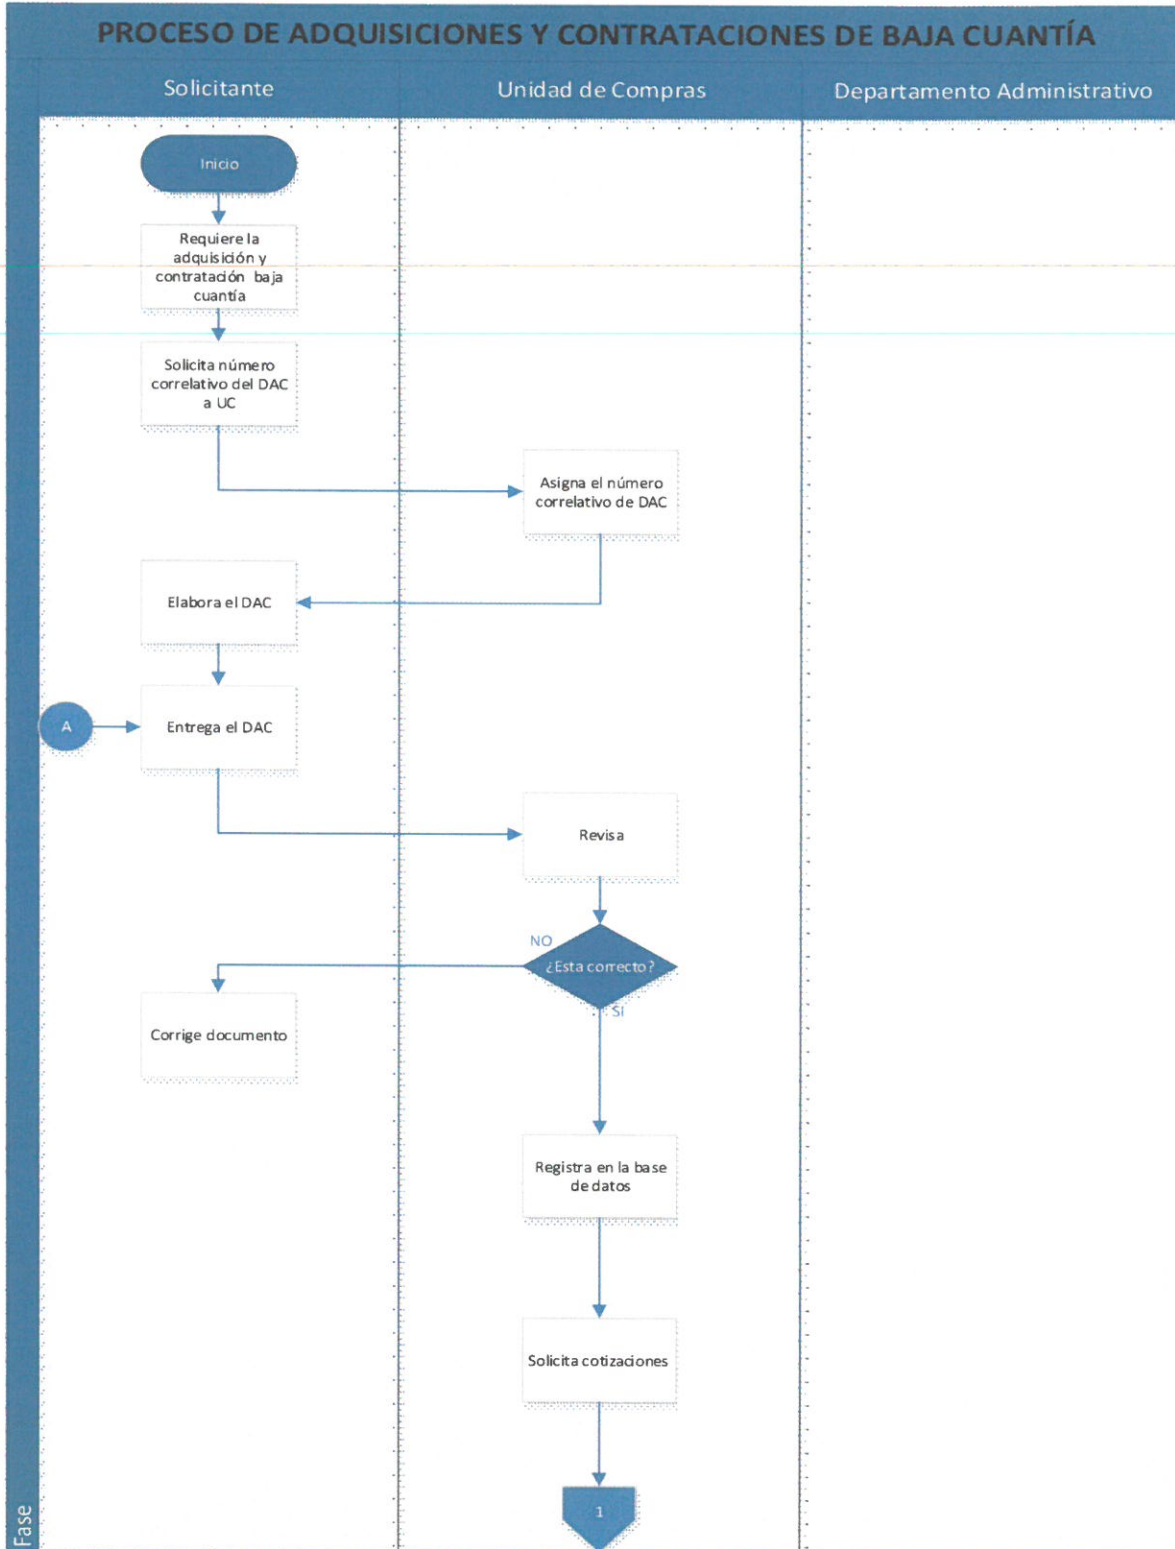 PROCESO DE ADQUISICIONES Y CONTRATACIONES DE BAJA CUANTÍA
Solicitante
Unidad de Compras
Departamento Administrativo
Inicio
Requiere la
adquisición y
contratación baja
cuantía
Solicita número
correlativo del DAC
a UC
Asigna el número
correlativo de DAC
Elabora el DAC
A
Entrega el DAC
Revisa
NO
¿Esta correcto?
SI
Corrige documento
Registra en la base
de datos
Solicita cotizaciones
1
Fase